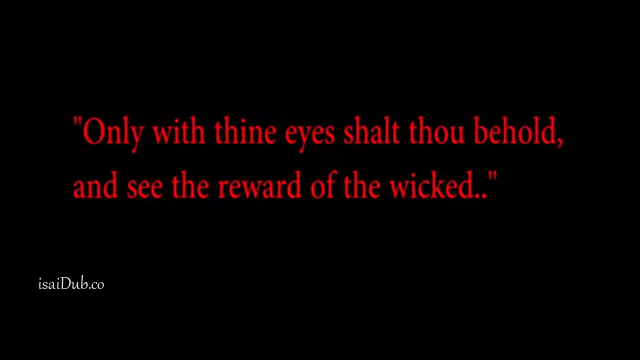 "Only with thine eyes shalt thou behold,
and see the reward of the wicked.."
isaiDub.co